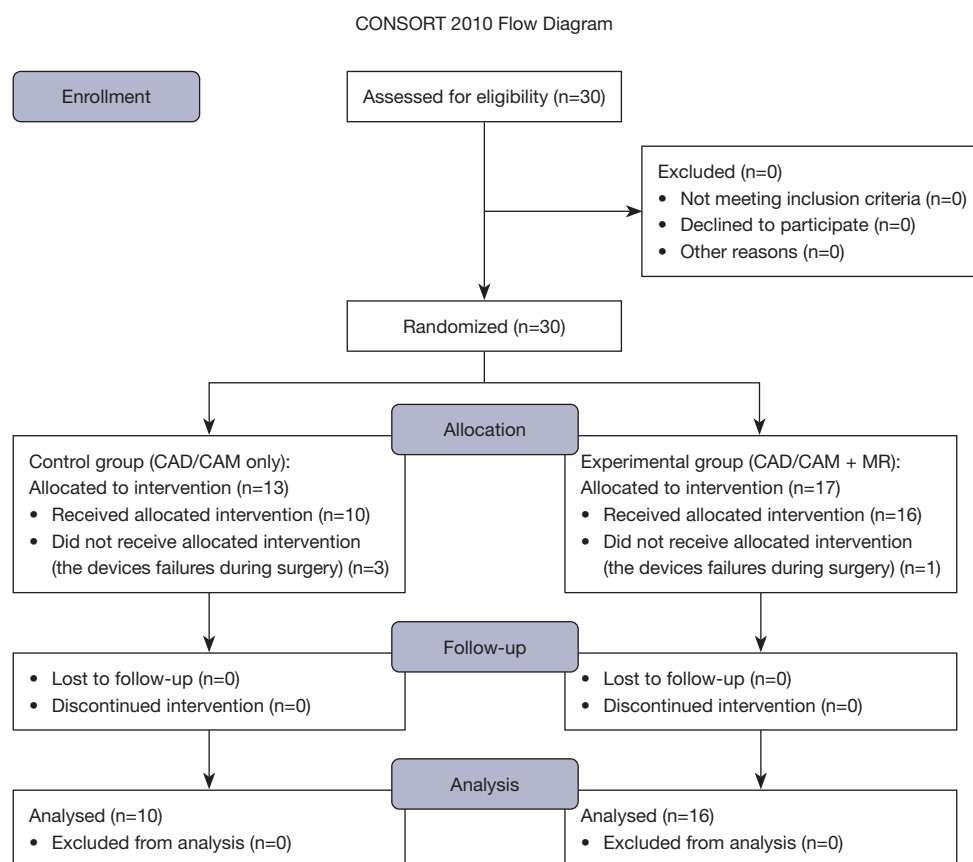 CONSORT 2010 Flow Diagram
Enrollment
Assessed for eligibility (n=30)
Excluded (n=0)
• Not meeting inclusion criteria (n=0)
• Declined to participate (n=0)
• Other reasons (n=0)
Randomized (n=30)
Allocation
Control group (CAD/CAM only):
Allocated to intervention (n=13)
• Received allocated intervention (n=10)
• Did not receive allocated intervention
(the devices failures during surgery) (n=3)
Experimental group (CAD/CAM + MR):
Allocated to intervention (n=17)
• Received allocated intervention (n=16)
• Did not receive allocated intervention
(the devices failures during surgery) (n=1)
Follow-up
• Lost to follow-up (n=0)
• Discontinued intervention (n=0)
• Lost to follow-up (n=0)
• Discontinued intervention (n=0)
Analysis
Analysed (n=10)
• Excluded from analysis (n=0)
Analysed (n=16)
• Excluded from analysis (n=0)